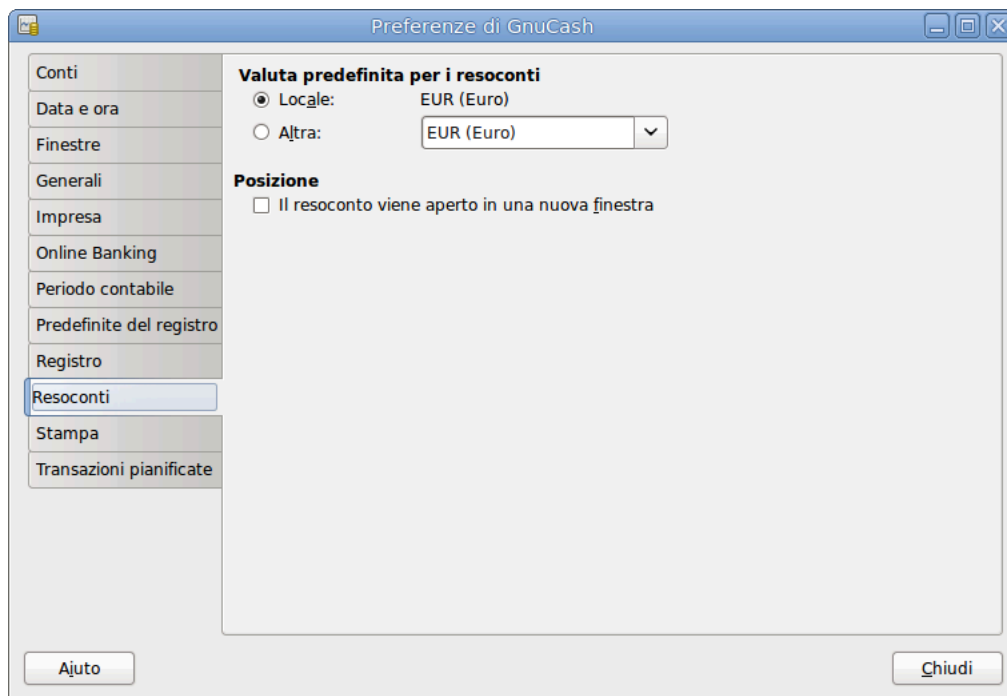 Preferenze di GnuCash
Conti
Data e ora
Finestre
Generali
Impresa
Online Banking
Periodo contabile
Predefinite del registro
Registro
Resoconti
Stampa
Transazioni pianificate
Valuta predefinita per i resoconti
Locale: EUR (Euro)
Altra: EUR (Euro)
Posizione
Il resoconto viene aperto in una nuova finestra
Aiuto
Chiudi